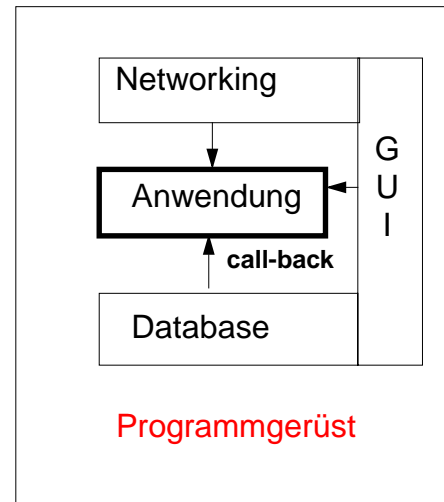 Networking
G
U
I
Anwendung
call-back
Database
Programmgerüst